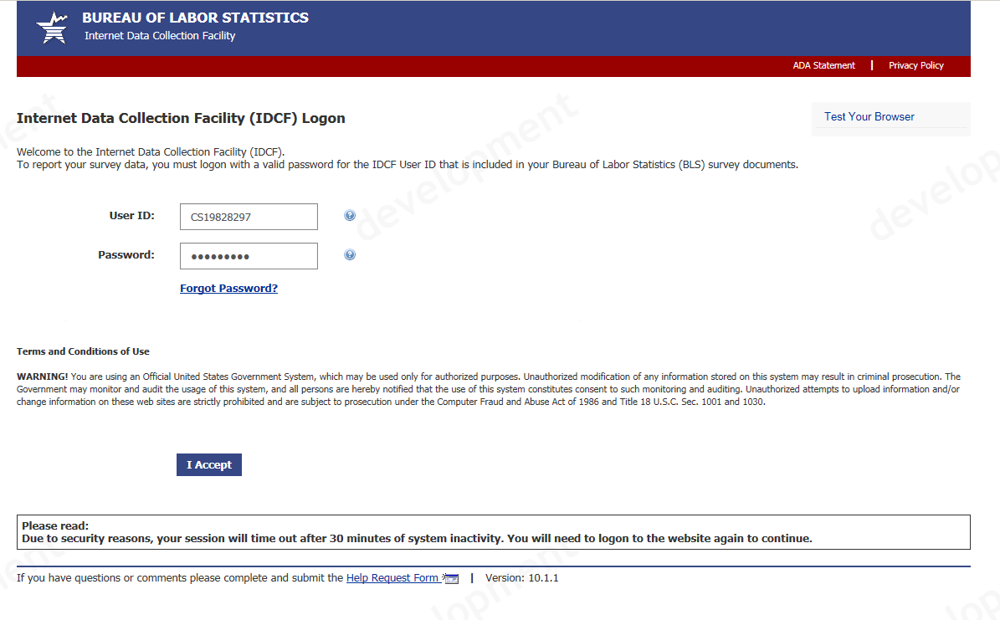 BUREAU OF LABOR STATISTICS
Internet Data Collection Facility
ADA Statement | Privacy Policy
Internet Data Collection Facility (IDCF) Logon
Test Your Browser
Welcome to the Internet Data Collection Facility (IDCF).
To report your survey data, you must logon with a valid password for the IDCF User ID that is included in your Bureau of Labor Statistics (BLS) survey documents.
User ID: CS19828297
Password: •••••••••
Forgot Password?
Terms and Conditions of Use
WARNING! You are using an Official United States Government System, which may be used only for authorized purposes. Unauthorized modification of any information stored on this system may result in criminal prosecution. The
Government may monitor and audit the usage of this system, and all persons are hereby notified that the use of this system constitutes consent to such monitoring and auditing. Unauthorized attempts to upload information and/or
change information on these web sites are strictly prohibited and are subject to prosecution under the Computer Fraud and Abuse Act of 1986 and Title 18 U.S.C. Sec. 1001 and 1030.
I Accept
Please read:
Due to security reasons, your session will time out after 30 minutes of system inactivity. You will need to logon to the website again to continue.
If you have questions or comments please complete and submit the Help Request Form | Version: 10.1.1
ment
development
develop
ment
lopment
lop